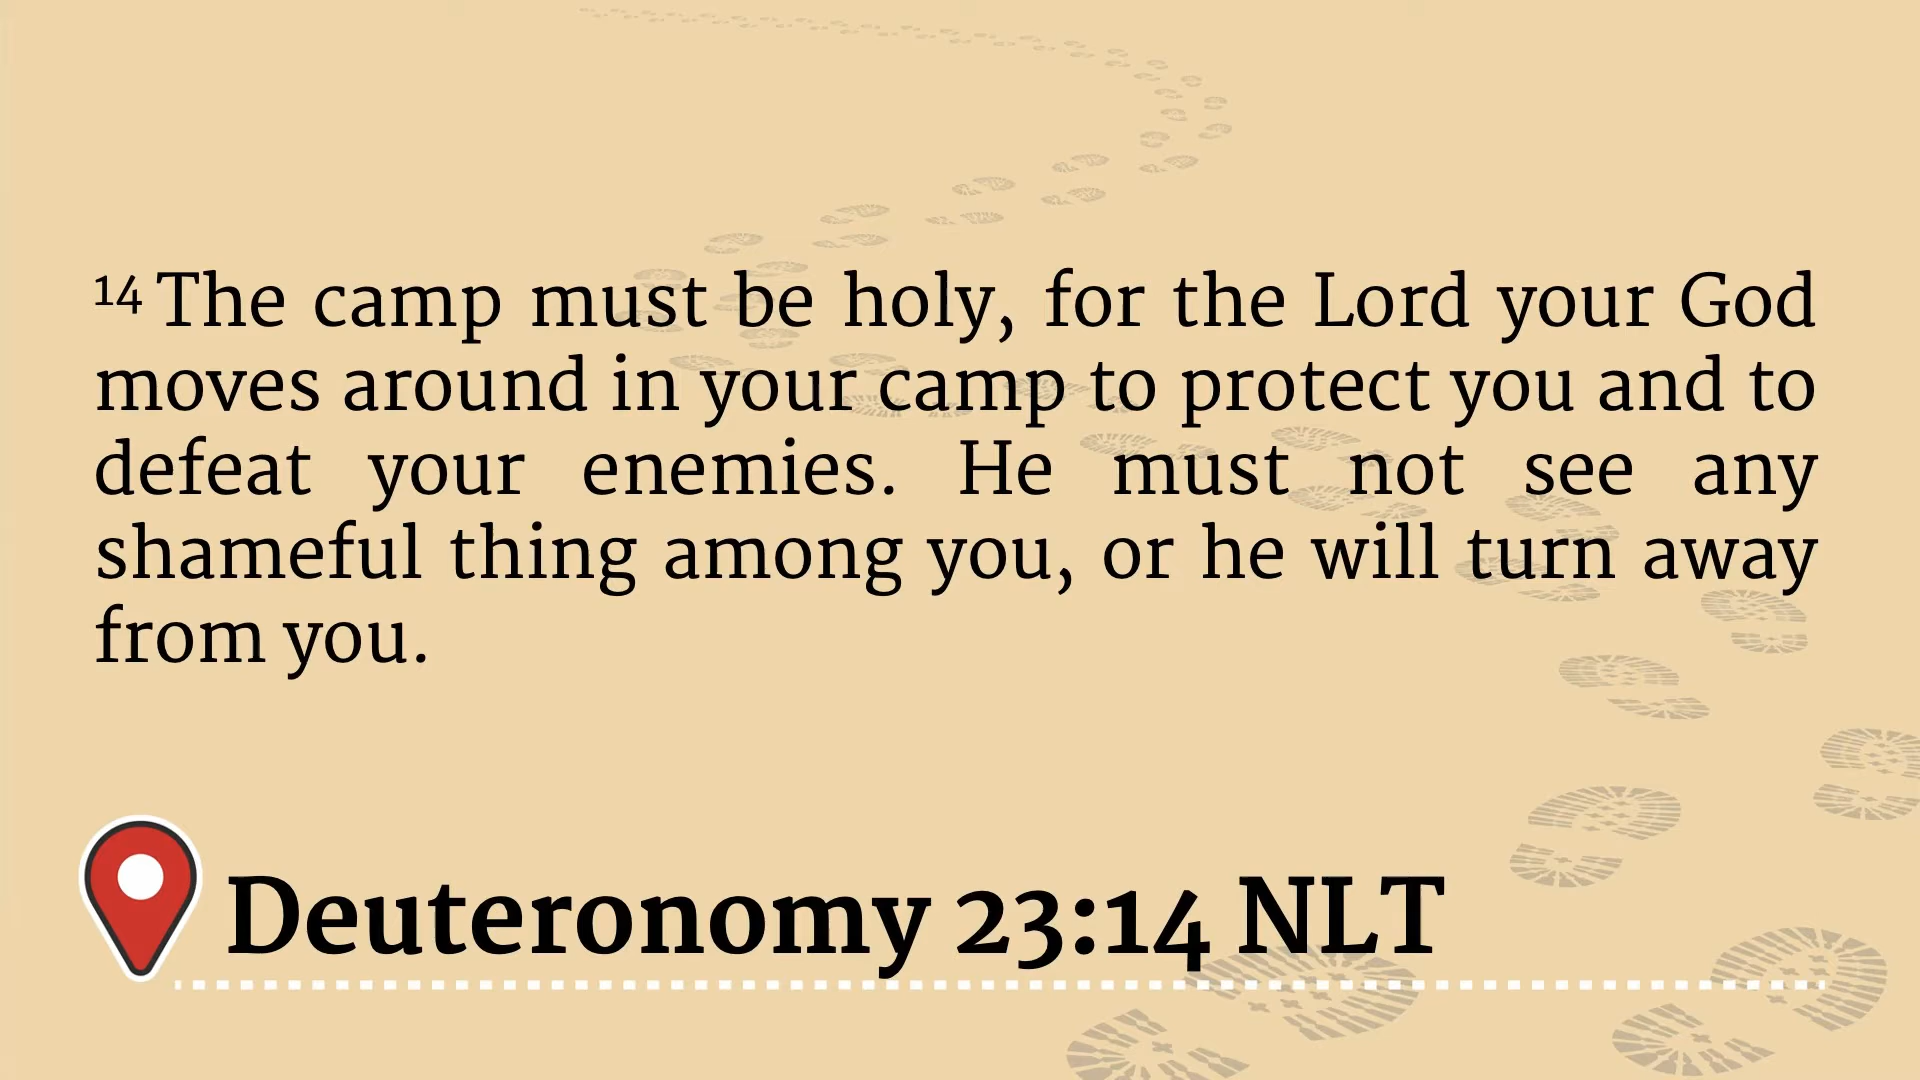 14 The camp must be holy, for the Lord your God
moves around in your camp to protect you and to
defeat your enemies. He must not see any
shameful thing among you, or he will turn away
from you.
Deuteronomy 23:14 NLT